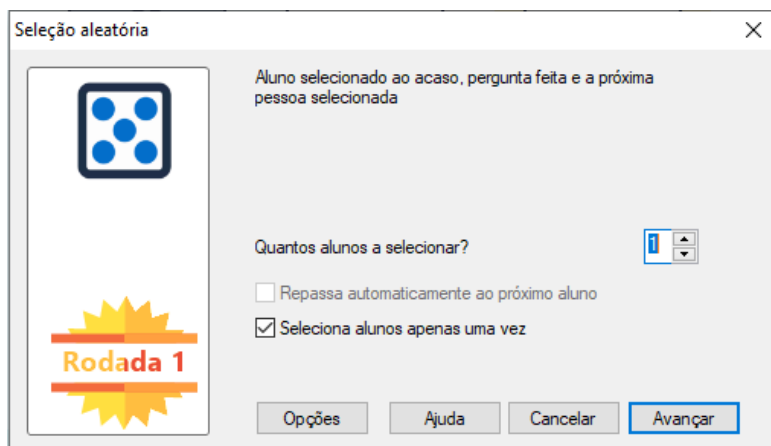 Seleção aleatória
Aluno selecionado ao acaso, pergunta feita e a próxima
pessoa selecionada
Quantos alunos a selecionar?
1
Repassa automaticamente ao próximo aluno
Seleciona alunos apenas uma vez
Rodada 1
Opções
Ajuda
Cancelar
Avançar